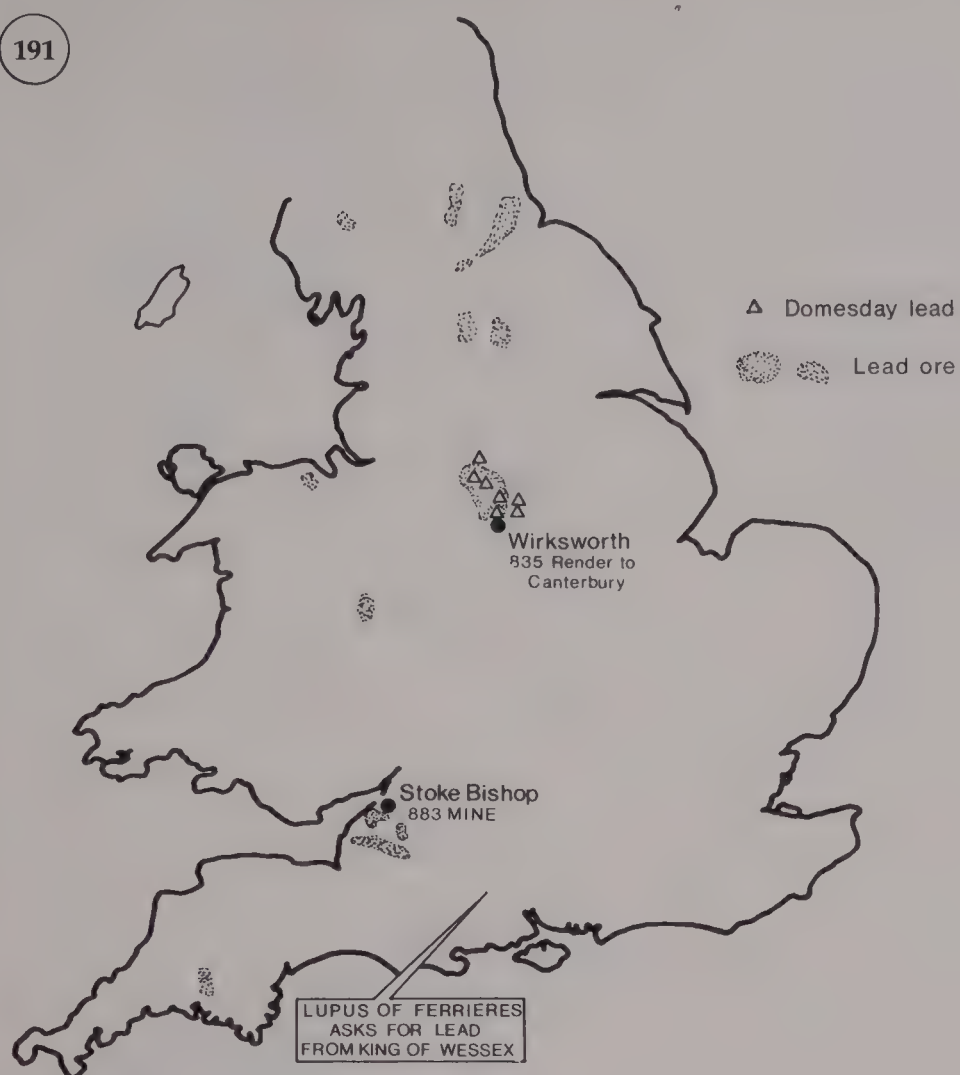 191
Domesday lead
Lead ore
Wirksworth
835 Render to
Canterbury
Stoke Bishop
883 MINE
LUPUS OF FERRIERES
ASKS FOR LEAD
FROM KING OF WESSEX